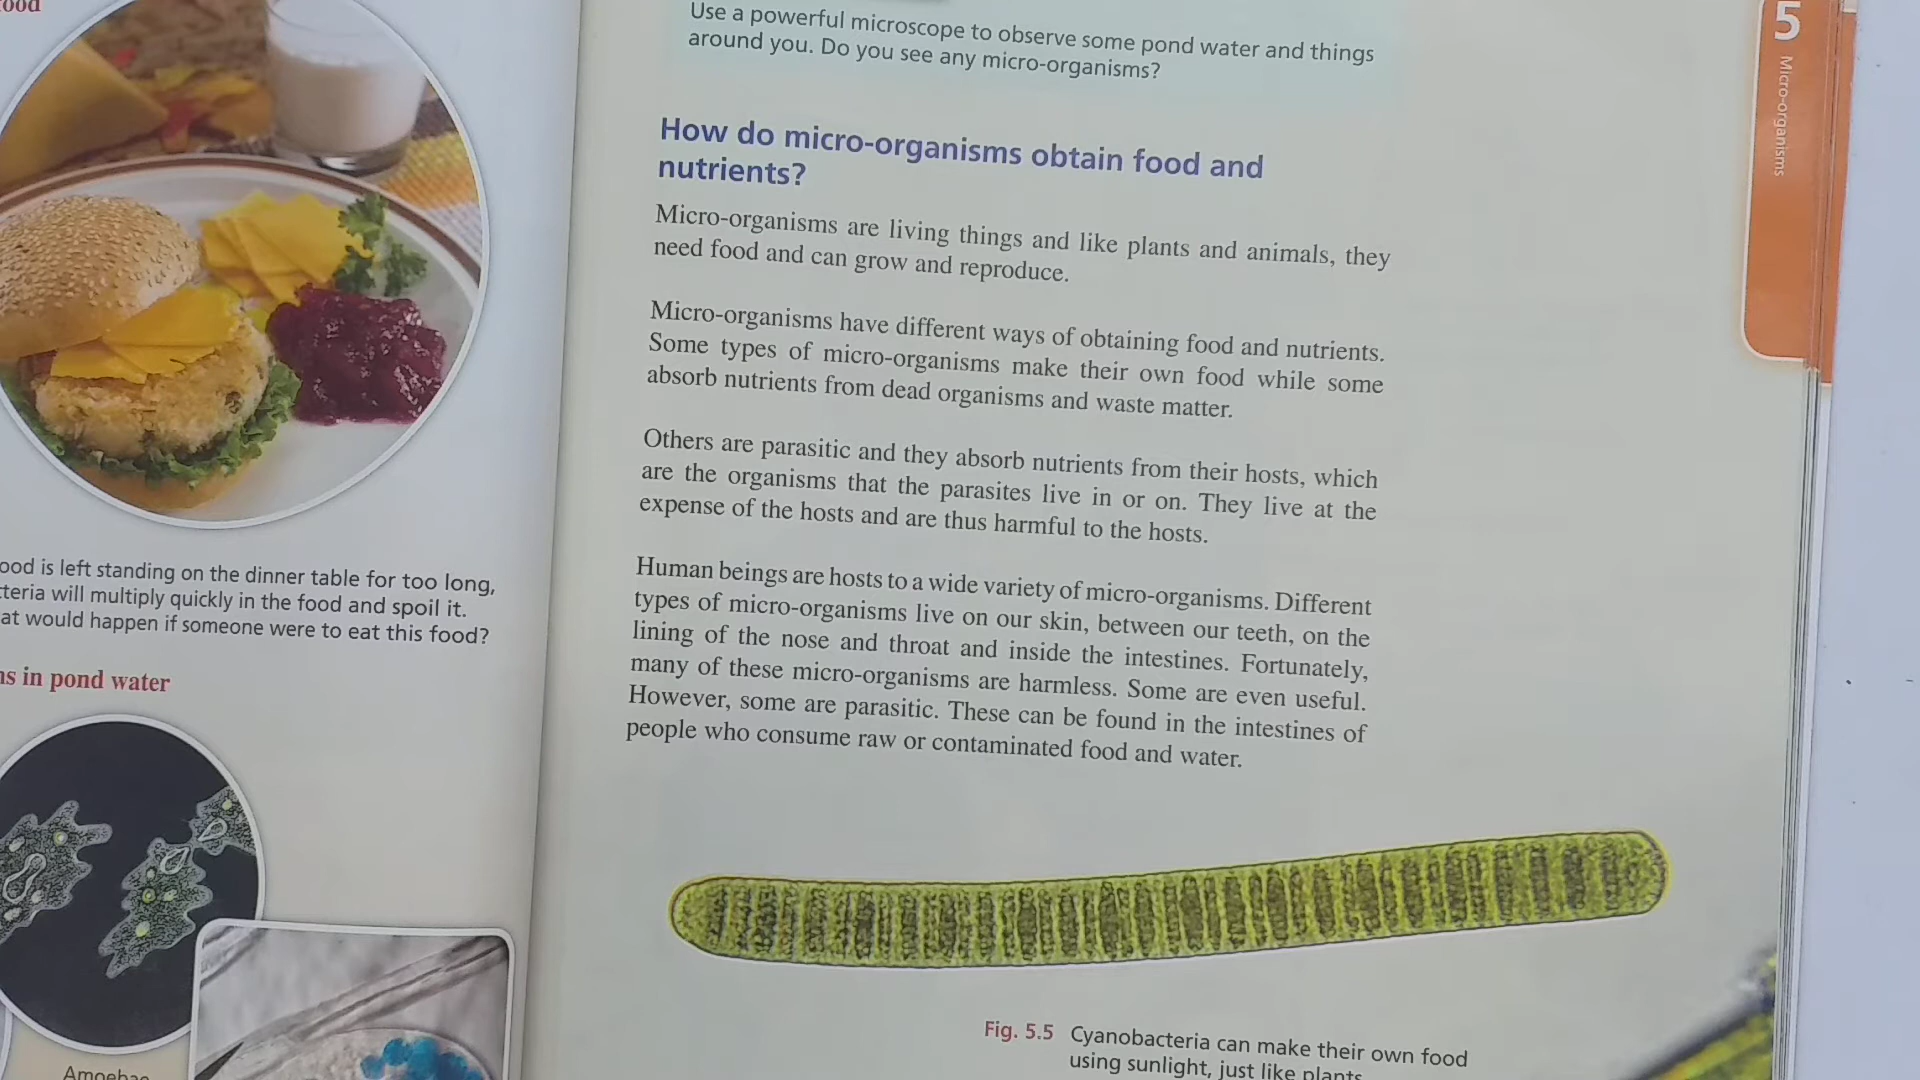 food is left standing on the dinner table for too long,
bacteria will multiply quickly in the food and spoil it.
would happen if someone were to eat this food?
in pond water
Amoebae
Use a powerful microscope to observe some pond water and things
around you. Do you see any micro-organisms?
How do micro-organisms obtain food and
nutrients?
Micro-organisms are living things and like plants and animals, they
need food and can grow and reproduce.
Micro-organisms have different ways of obtaining food and nutrients.
Some types of micro-organisms make their own food while some
absorb nutrients from dead organisms and waste matter.
Others are parasitic and they absorb nutrients from their hosts, which
are the organisms that the parasites live in or on. They live at the
expense of the hosts and are thus harmful to the hosts.
Human beings are hosts to a wide variety of micro-organisms. Different
types of micro-organisms live on our skin, between our teeth, on the
lining of the nose and throat and inside the intestines. Fortunately,
many of these micro-organisms are harmless. Some are even useful.
However, some are parasitic. These can be found in the intestines of
people who consume raw or contaminated food and water.
Fig. 5.5 Cyanobacteria can make their own food
using sunlight, just like plants
5
Micro-organisms